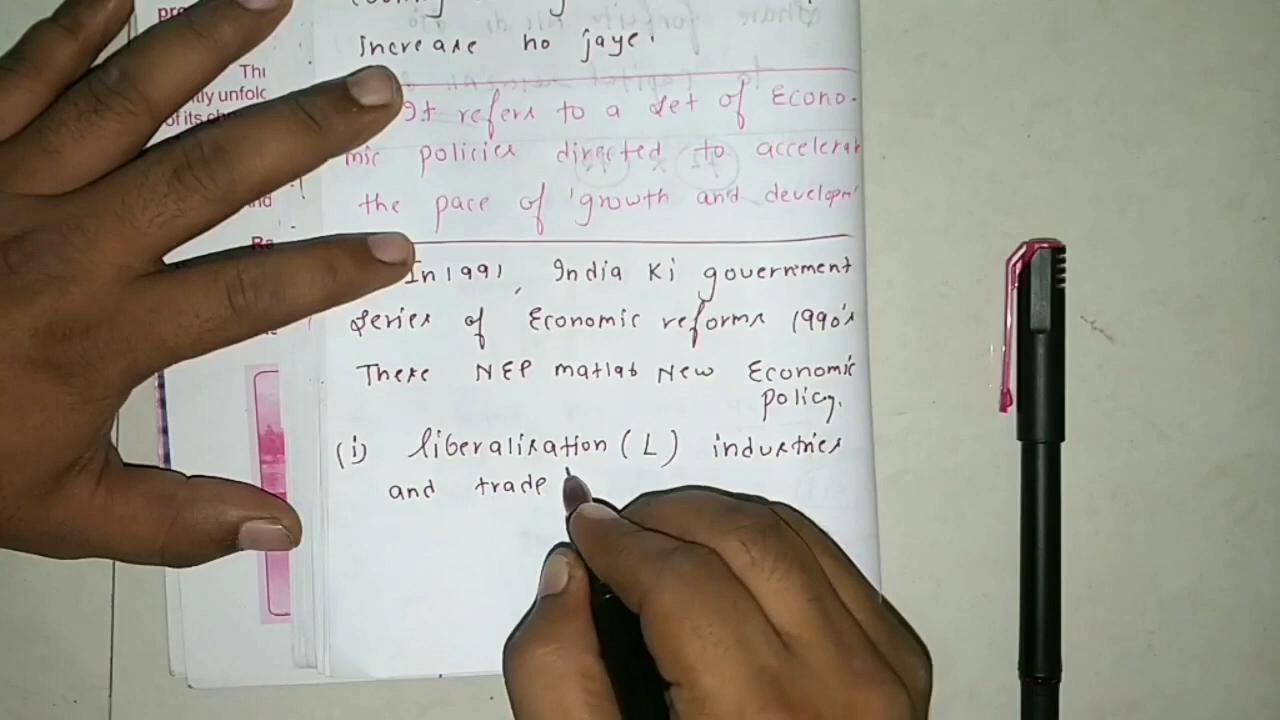 increase ho jaye.
It refers to a set of Econo-
mic policies directed to accelerat
the pace of 'growth and developm
In 1991, India Ki government
series of Economic reforms 1990's
These NEP matlab New Economic
policy.
(i) liberalisation (L) industries
and trade